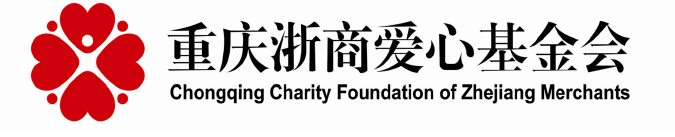 重庆浙商爱心基金会
Chongqing Charity Foundation of Zhejiang Merchants